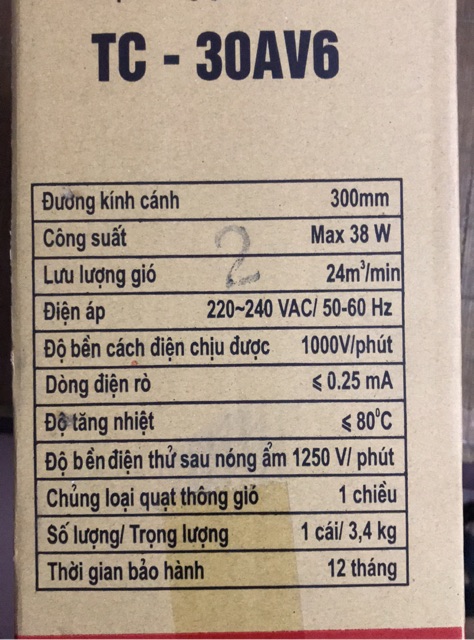 TC - 30AV6
Đường kính cánh 300mm
Công suất Max 38 W
2
Lưu lượng gió 24m³/min
Điện áp 220~240 VAC/ 50-60 Hz
Độ bền cách điện chịu được 1000V/phút
Dòng điện rò ⩽ 0.25 mA
Độ tăng nhiệt ⩽ 80⁰C
Độ bền điện thử sau nóng ẩm 1250 V/ phút
Chủng loại quạt thông gió 1 chiều
Số lượng/ Trọng lượng 1 cái/ 3,4 kg
Thời gian bảo hành 12 tháng